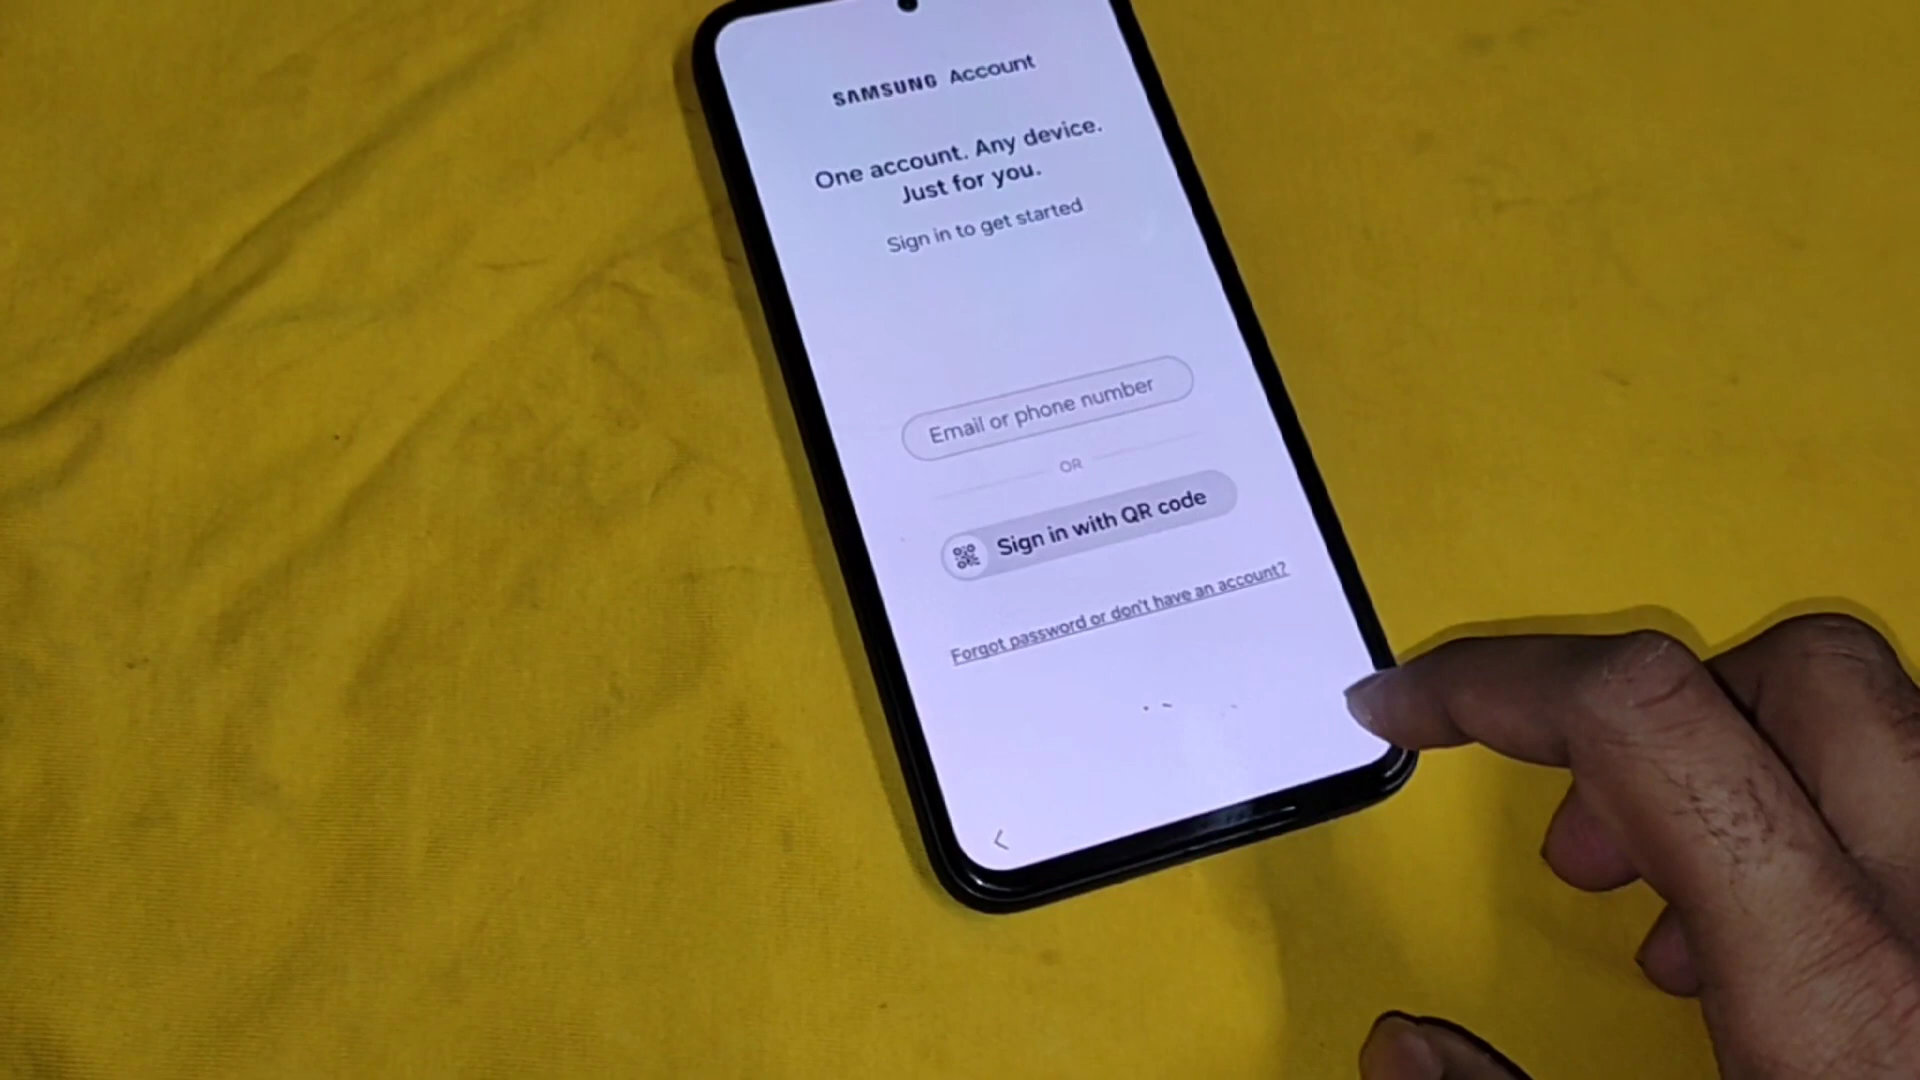 SAMSUNG Account
One account. Any device.
Just for you.
Sign in to get started
Email or phone number
OR
Sign in with QR code
Forgot password or don't have an account?